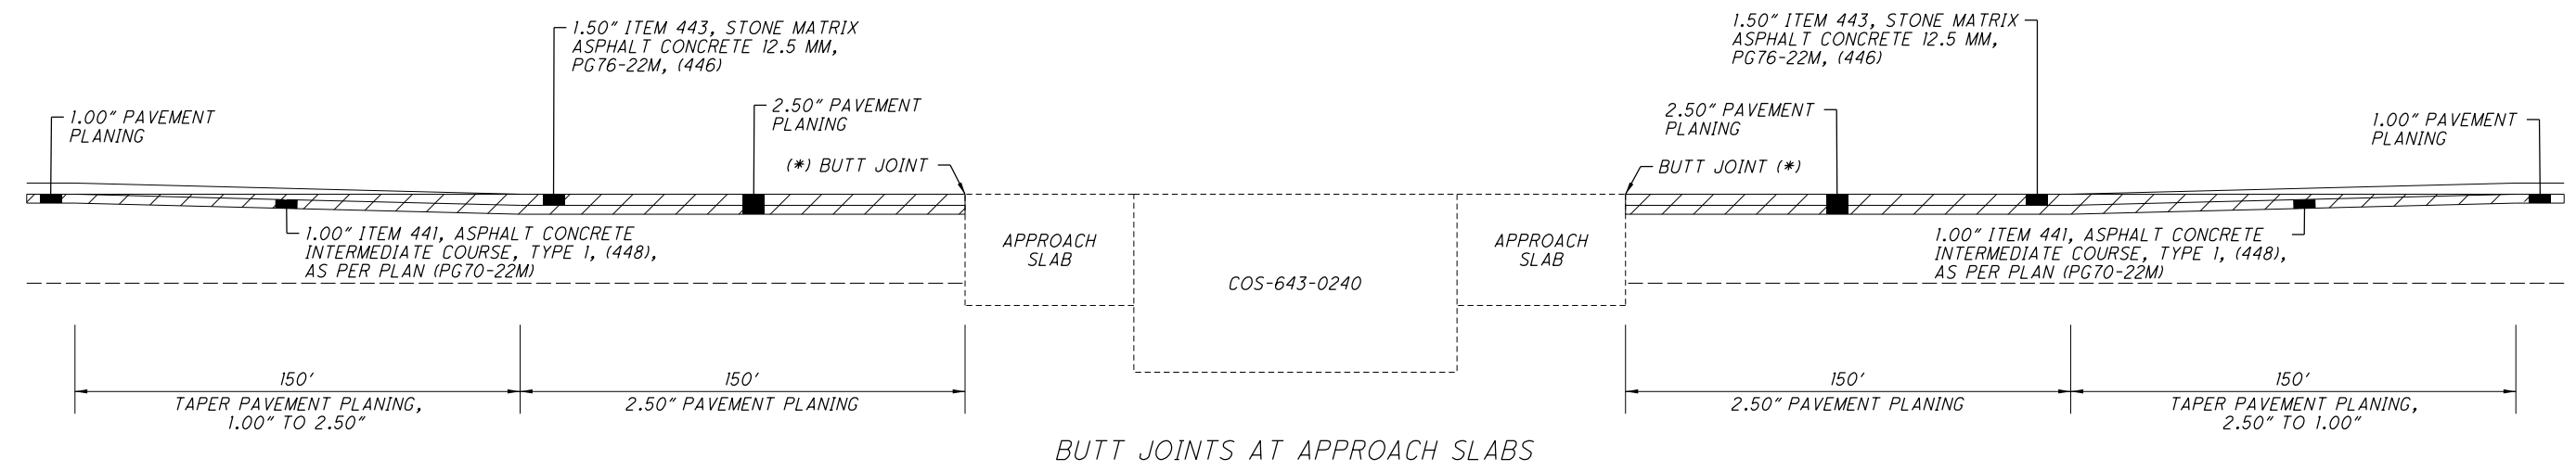 1.50" ITEM 443, STONE MATRIX
ASPHALT CONCRETE 12.5 MM,
PG76-22M, (446)
2.50" PAVEMENT
PLANING
1.00" PAVEMENT
PLANING
(*) BUTT JOINT
1.00" ITEM 441, ASPHALT CONCRETE
INTERMEDIATE COURSE, TYPE 1, (448),
AS PER PLAN (PG70-22M)
APPROACH
SLAB
COS-643-0240
APPROACH
SLAB
1.50" ITEM 443, STONE MATRIX
ASPHALT CONCRETE 12.5 MM,
PG76-22M, (446)
2.50" PAVEMENT
PLANING
1.00" PAVEMENT
PLANING
BUTT JOINT (*)
1.00" ITEM 441, ASPHALT CONCRETE
INTERMEDIATE COURSE, TYPE 1, (448),
AS PER PLAN (PG70-22M)
150'
TAPER PAVEMENT PLANING,
1.00" TO 2.50"
150'
2.50" PAVEMENT PLANING
150'
2.50" PAVEMENT PLANING
150'
TAPER PAVEMENT PLANING,
2.50" TO 1.00"
BUTT JOINTS AT APPROACH SLABS